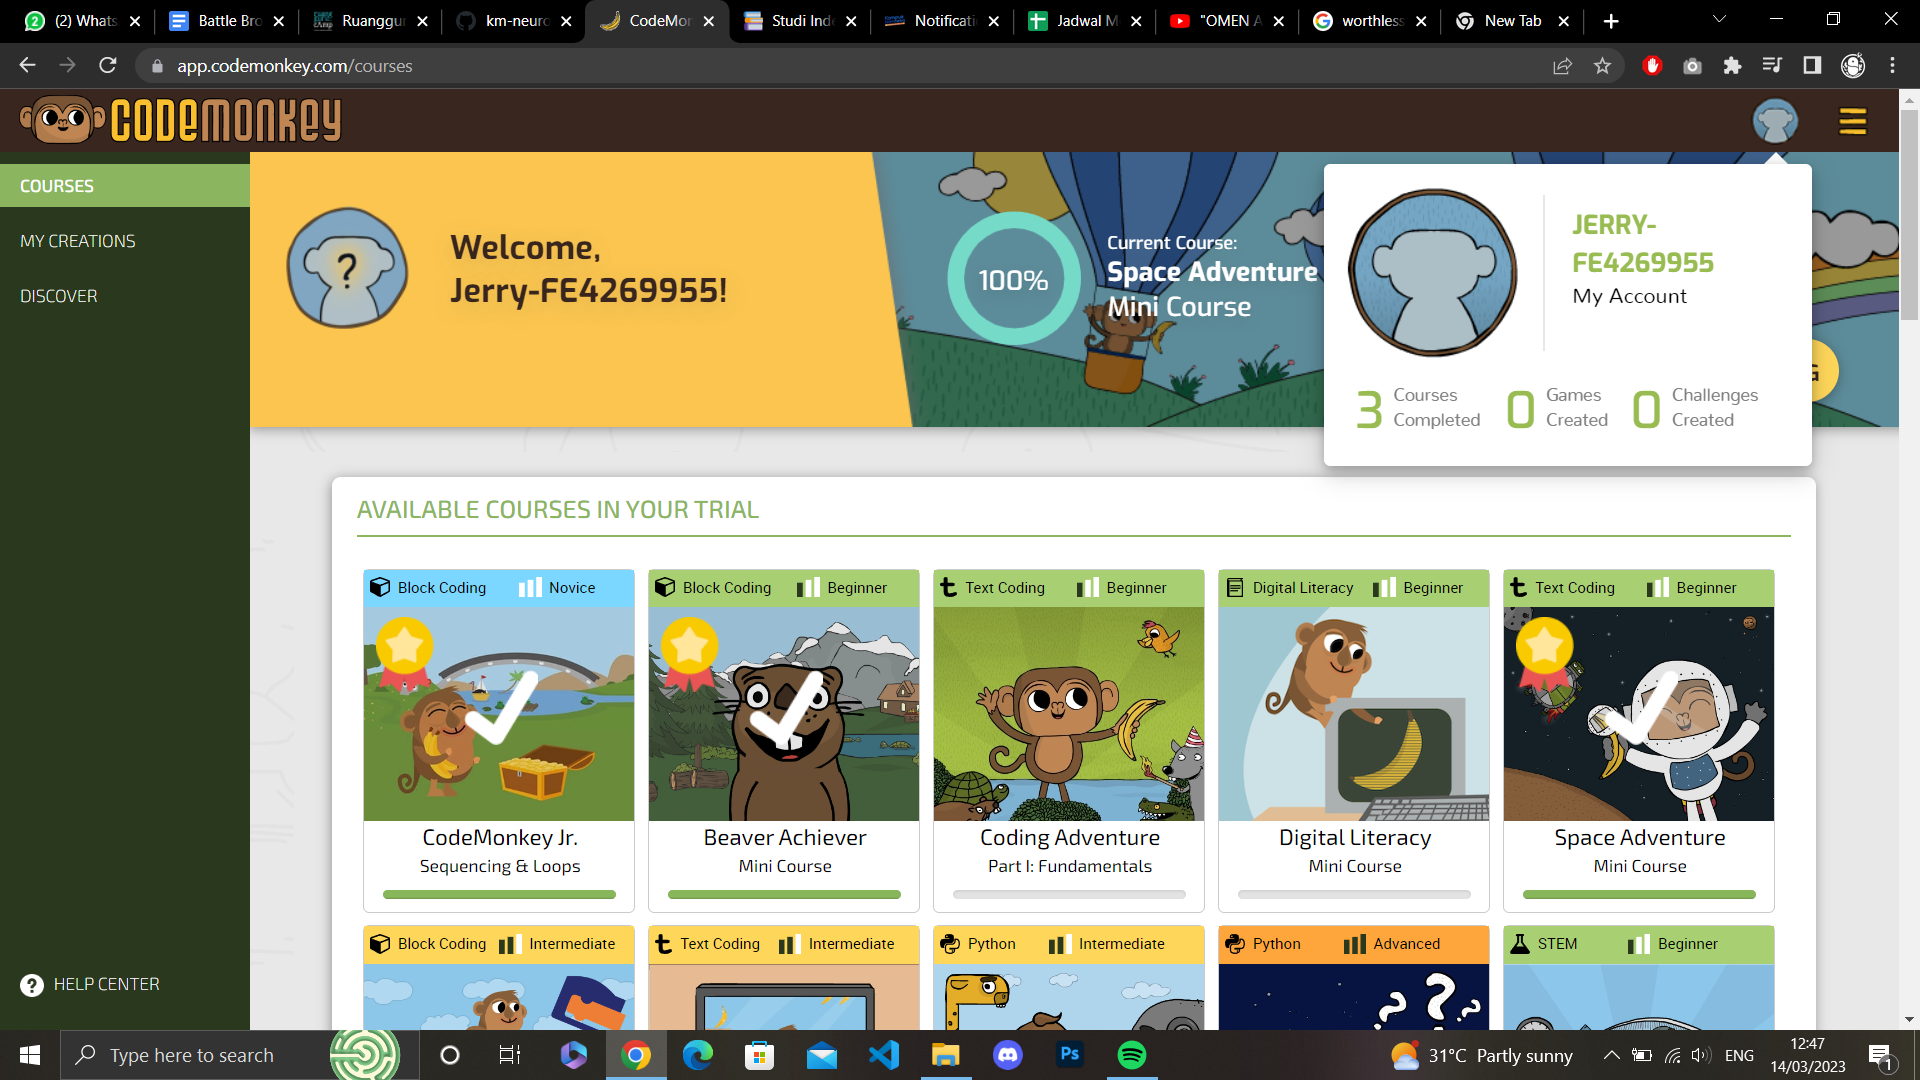 (2) Whats
Battle Bro
Ruanggur
km-neuro
CodeMon
Studi Ind
Notificati
Jadwal M
"OMEN A
worthless
New Tab
app.codemonkey.com/courses
CODEMONKEY
COURSES
MY CREATIONS
DISCOVER
HELP CENTER
?
Welcome,
Jerry-FE4269955!
100%
Current Course:
Space Adventure
Mini Course
JERRY-
FE4269955
My Account
3 Courses Completed
0 Games Created
0 Challenges Created
AVAILABLE COURSES IN YOUR TRIAL
Block Coding Novice
CodeMonkey Jr.
Sequencing & Loops
Block Coding Beginner
Beaver Achiever
Mini Course
Text Coding Beginner
Coding Adventure
Part I: Fundamentals
Digital Literacy Beginner
Digital Literacy
Mini Course
Text Coding Beginner
Space Adventure
Mini Course
Block Coding Intermediate
Text Coding Intermediate
Python Intermediate
Python Advanced
? ? ?
STEM Beginner
Type here to search
Ps
31°C Partly sunny
ENG
12:47
14/03/2023
1